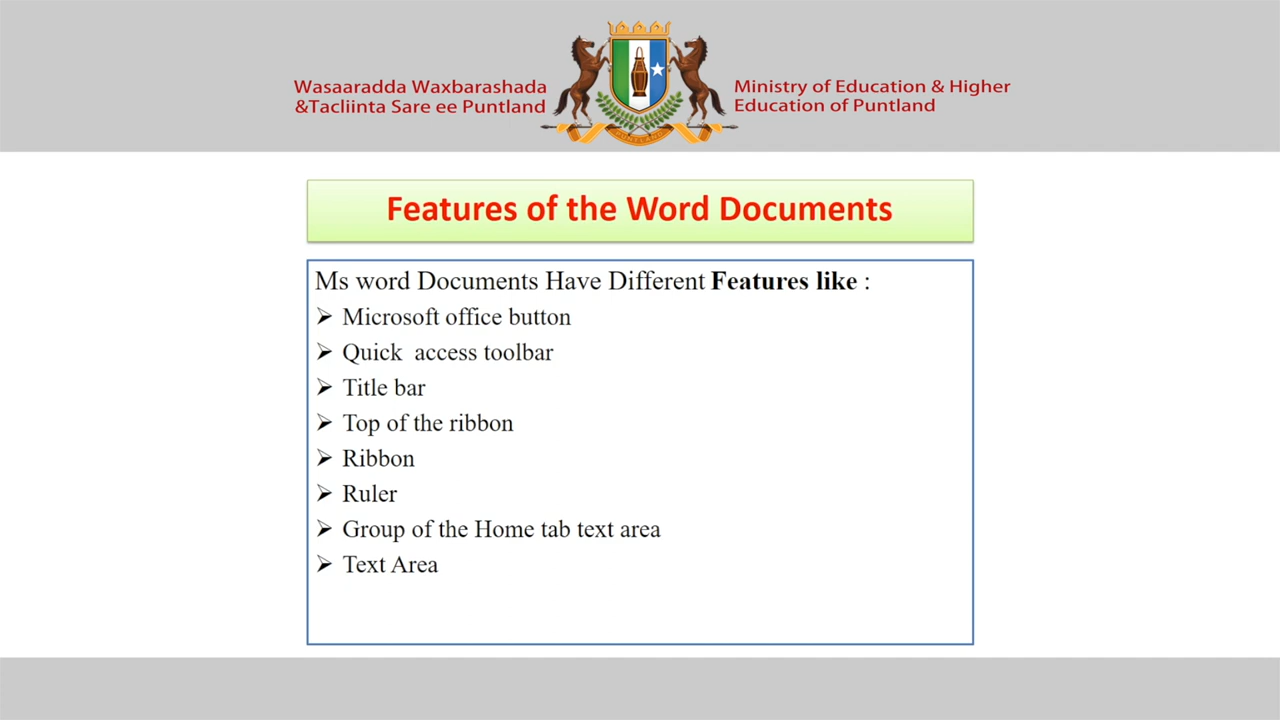 Wasaaradda Waxbarashada
&Tacliinta Sare ee Puntland
Ministry of Education & Higher
Education of Puntland
PUNTLAND
Features of the Word Documents
Ms word Documents Have Different Features like :
Microsoft office button
Quick access toolbar
Title bar
Top of the ribbon
Ribbon
Ruler
Group of the Home tab text area
Text Area